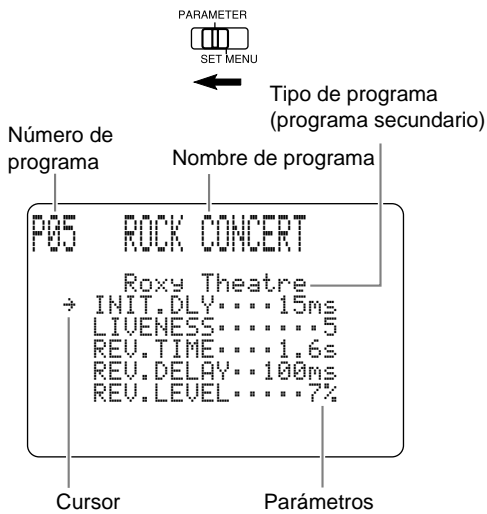 PARAMETER
SET MENU
Tipo de programa
(programa secundario)
Número de
programa
Nombre de programa
P05 ROCK CONCERT
Roxy Theatre
→ INIT.DLY····15ms
LIVENESS·······5
REV.TIME····1.6s
REV.DELAY··100ms
REV.LEVEL·····7%
Cursor
Parámetros